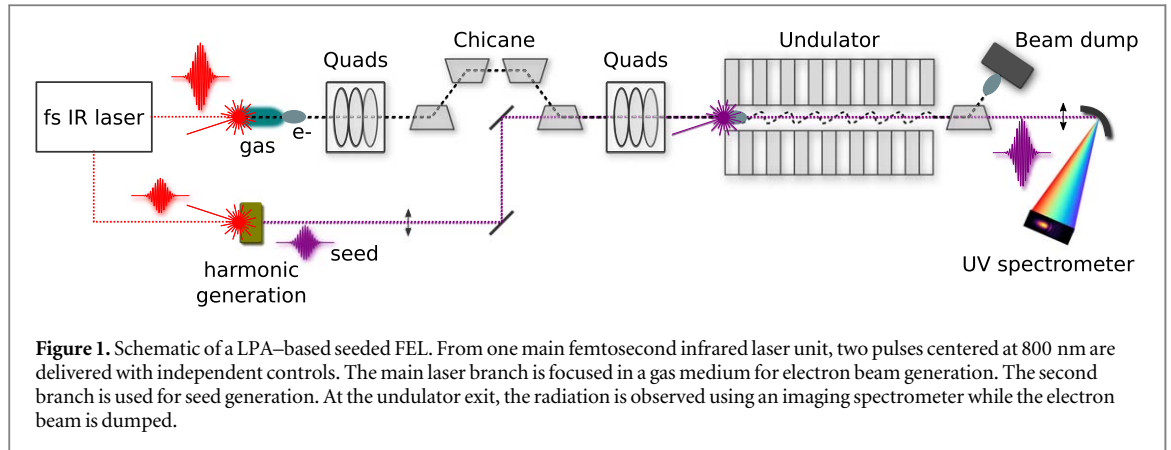 Chicane
Undulator
Beam dump
Quads
Quads
fs IR laser
e-
gas
seed
harmonic
generation
UV spectrometer
Figure 1. Schematic of a LPA–based seeded FEL. From one main femtosecond infrared laser unit, two pulses centered at 800 nm are
delivered with independent controls. The main laser branch is focused in a gas medium for electron beam generation. The second
branch is used for seed generation. At the undulator exit, the radiation is observed using an imaging spectrometer while the electron
beam is dumped.